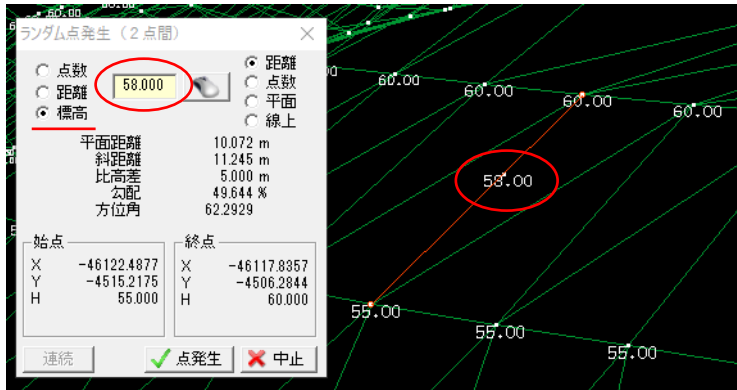 60.00
ランダム点発生（2点間）
点数
距離
標高
58.000
距離
点数
平面
線上
平面距離 10.072 m
斜距離 11.245 m
比高差 5.000 m
勾配 49.644 %
方位角 62.2929
始点
X -46122.4877
Y -4515.2175
H 55.000
終点
X -46117.8357
Y -4506.2844
H 60.000
連続
点発生
中止
60.00
60.00
60.00
60.00
58.00
55.00
55.00
55.00